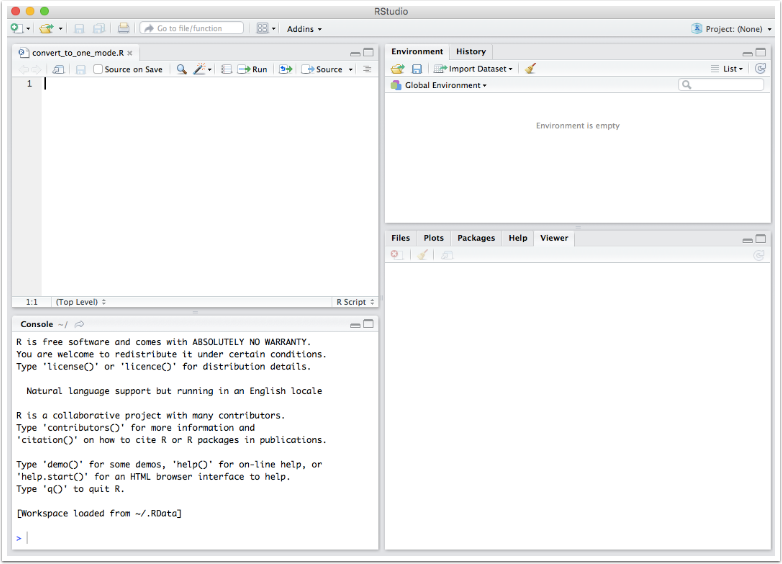 RStudio
Go to file/function
Addins
Project: (None)
convert_to_one_mode.R
Source on Save
Run
Source
1
1:1
(Top Level)
R Script
Console ~/
R is free software and comes with ABSOLUTELY NO WARRANTY.
You are welcome to redistribute it under certain conditions.
Type 'license()' or 'licence()' for distribution details.
Natural language support but running in an English locale
R is a collaborative project with many contributors.
Type 'contributors()' for more information and
'citation()' on how to cite R or R packages in publications.
Type 'demo()' for some demos, 'help()' for on-line help, or
'help.start()' for an HTML browser interface to help.
Type 'q()' to quit R.
[Workspace loaded from ~/.RData]
>
Environment History
Import Dataset
List
Global Environment
Environment is empty
Files Plots Packages Help Viewer